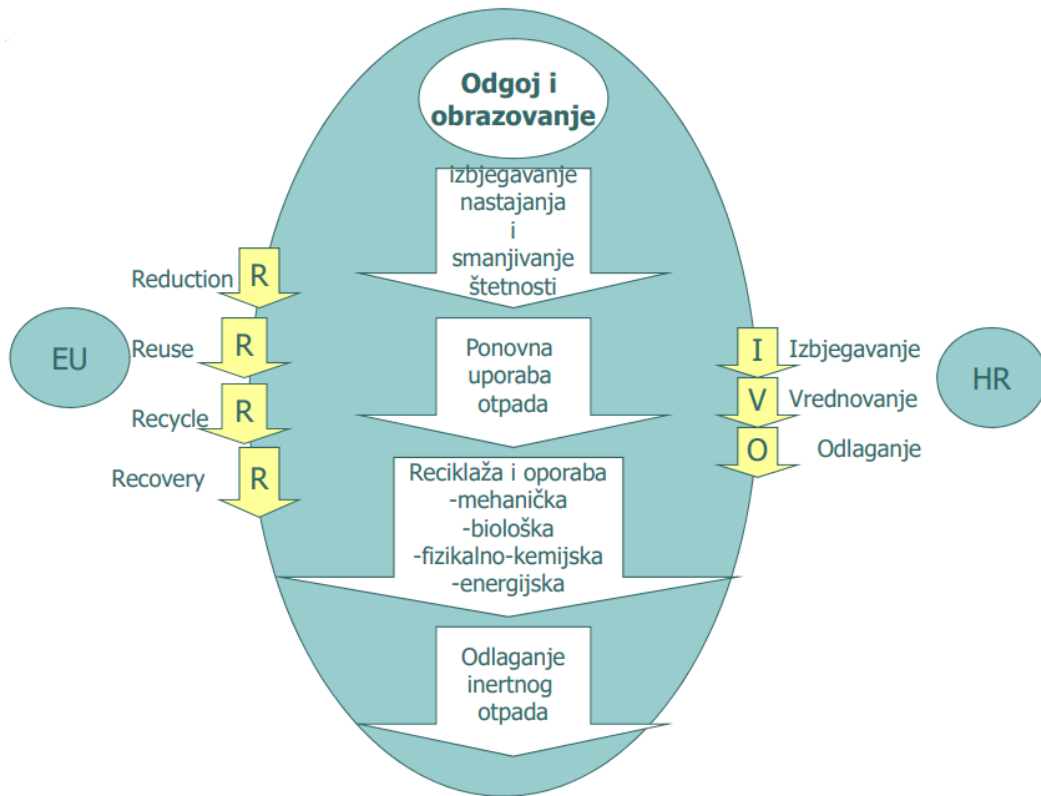 Odgoj i
obrazovanje
izbjegavanje
nastajanja
i
smanjivanje
štetnosti
Reduction
R
EU
Reuse
R
Recycle
R
Recovery
R
Ponovna
uporaba
otpada
I
Izbjegavanje
V
Vrednovanje
O
Odlaganje
HR
Reciklaža i oporaba
-mehanička
-biološka
-fizikalno-kemijska
-energijska
Odlaganje
inertnog
otpada